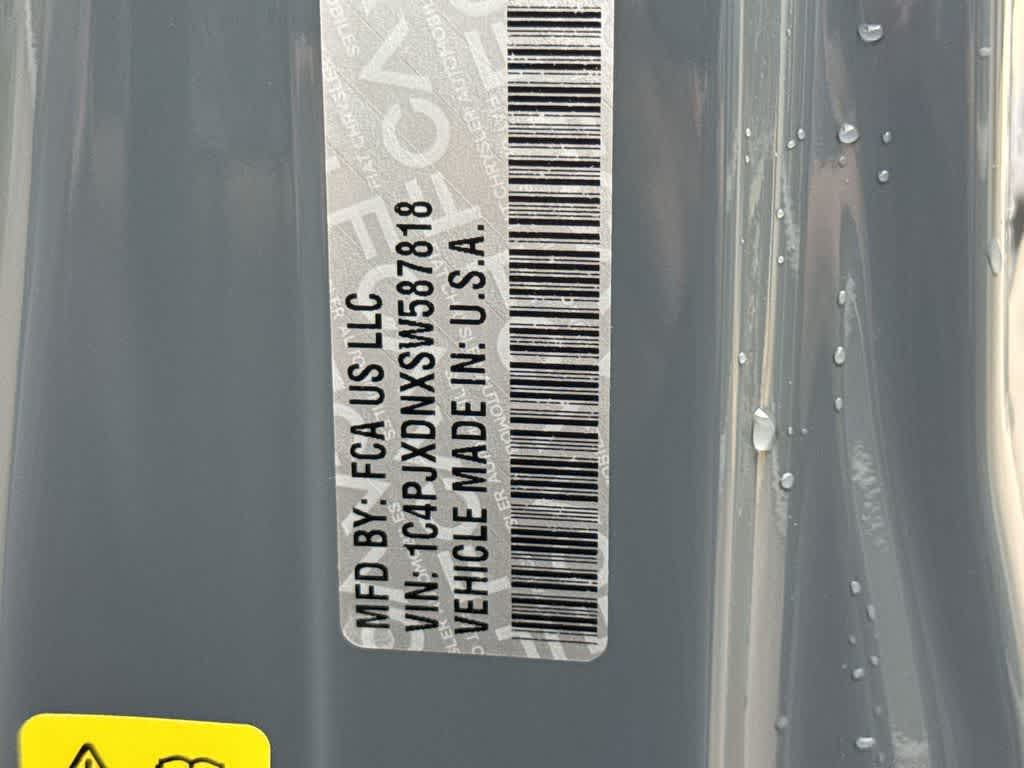 MFD BY: FCA US LLC
VIN: 1C4PJXDNXSW587818
VEHICLE MADE IN: U.S.A.